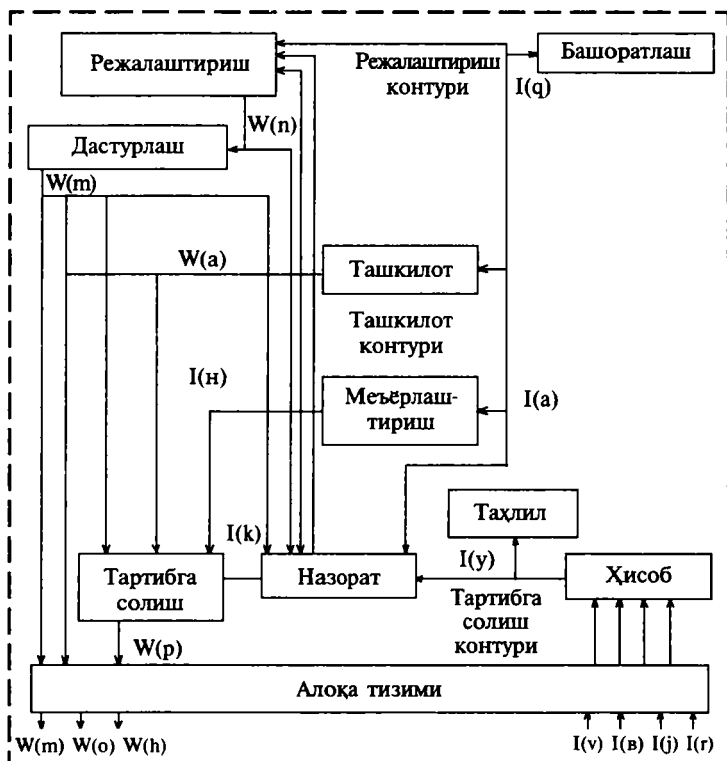 Режалаштириш
Башоратлаш
Режалаштириш
контури
I(q)
W(n)
Дастурлаш
W(m)
W(a)
Ташкилот
Ташкилот
контури
I(н)
Меъёрлаш-
тириш
I(a)
Таҳлил
I(k)
I(y)
Тартибга
солиш
Назорат
Ҳисоб
Тартибга
солиш
контури
W(p)
Алоқа тизими
W(m) W(o) W(h) I(v) I(в) I(j) I(r)